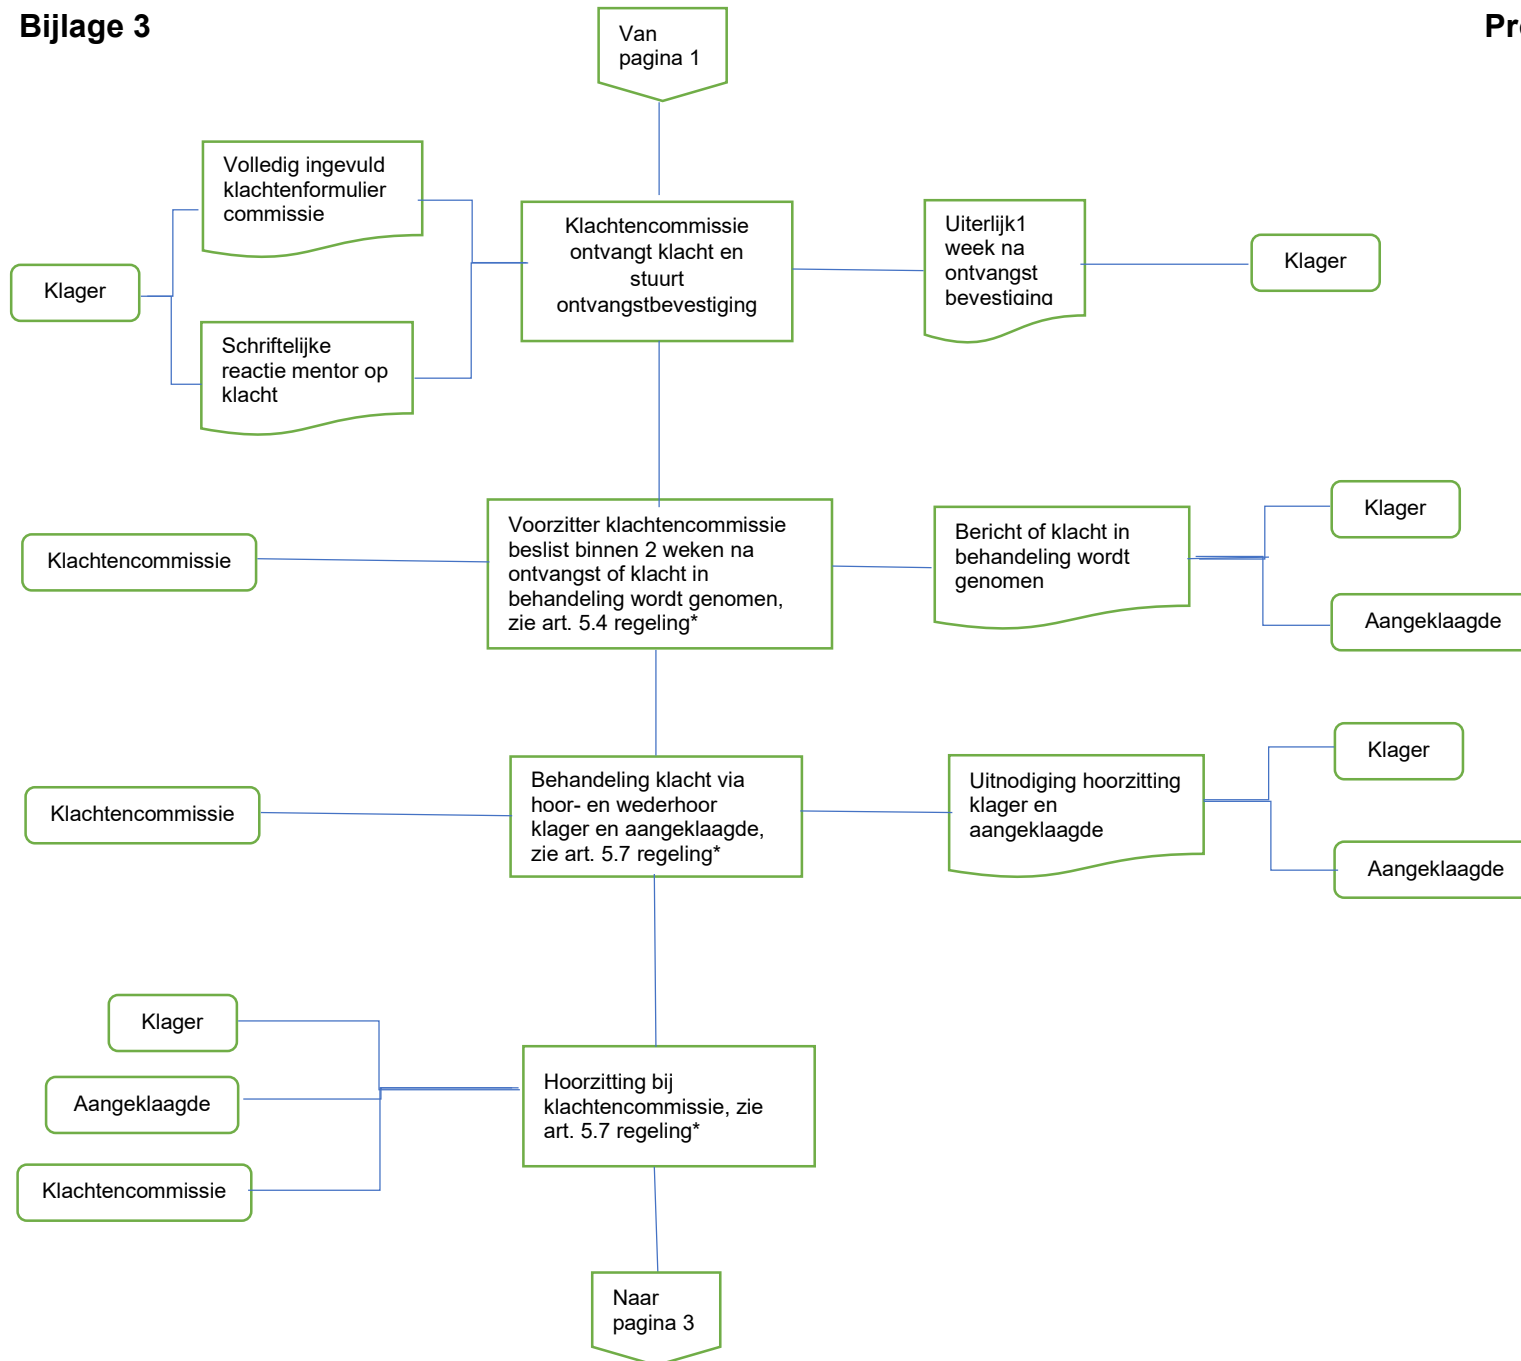 Bijlage 3
Pr
Van
pagina 1
Volledig ingevuld
klachtenformulier
commissie
Klager
Schriftelijke
reactie mentor op
klacht
Klachtencommissie
ontvangt klacht en
stuurt
ontvangstbevestiging
Uiterlijk1
week na
ontvangst
bevestiging
Klager
Klachtencommissie
Voorzitter klachtencommissie
beslist binnen 2 weken na
ontvangst of klacht in
behandeling wordt genomen,
zie art. 5.4 regeling*
Bericht of klacht in
behandeling wordt
genomen
Klager
Aangeklaagde
Klachtencommissie
Behandeling klacht via
hoor- en wederhoor
klager en aangeklaagde,
zie art. 5.7 regeling*
Uitnodiging hoorzitting
klager en
aangeklaagde
Klager
Aangeklaagde
Klager
Aangeklaagde
Klachtencommissie
Hoorzitting bij
klachtencommissie, zie
art. 5.7 regeling*
Naar
pagina 3